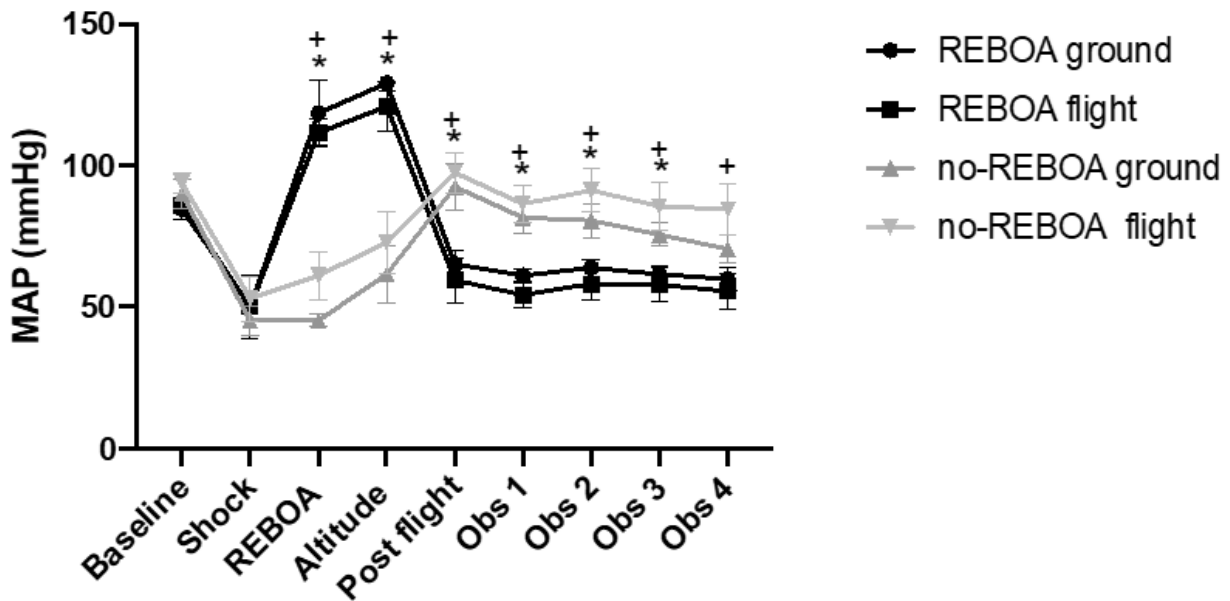 150
100
50
0
MAP (mmHg)
+ + + + + + + +
* * * * * * *
Baseline
Shock
REBOA
Altitude
Post flight
Obs 1
Obs 2
Obs 3
Obs 4
REBOA ground
REBOA flight
no-REBOA ground
no-REBOA flight